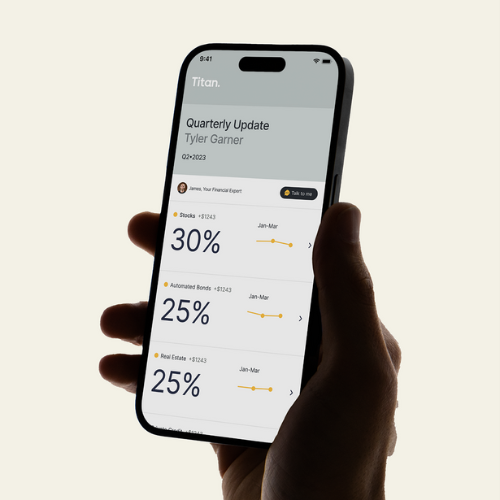 9:41
Titan.
Quarterly Update
Tyler Garner
Q2•2023
James, Your Financial Expert
Talk to me
Stocks +$1243
Jan-Mar
30%
Automated Bonds +$1243
Jan-Mar
25%
Real Estate +$1243
Jan-Mar
25%
+$1243